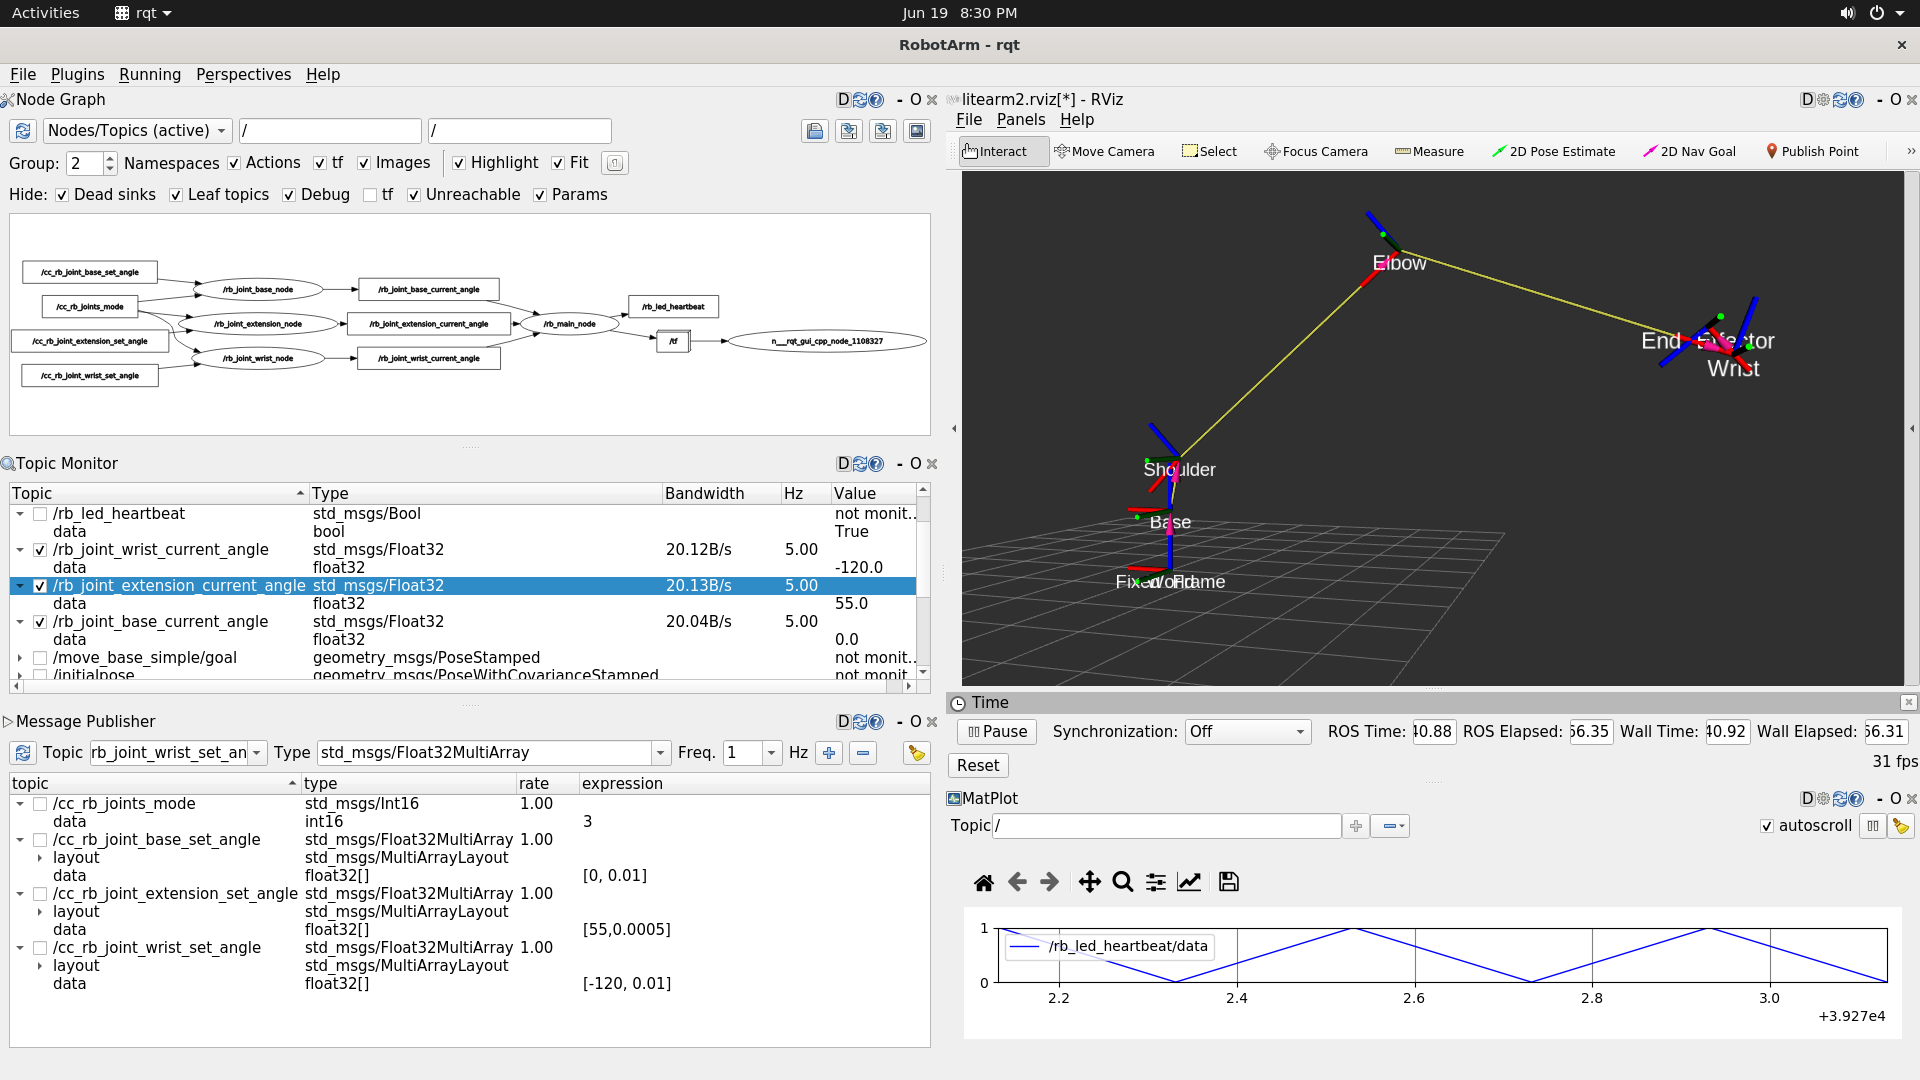 Activities rqt Jun 19 8:30 PM
RobotArm - rqt
File Plugins Running Perspectives Help
Node Graph D - O
Nodes/Topics (active) / /
Group: 2 Namespaces Actions tf Images Highlight Fit
Hide: Dead sinks Leaf topics Debug tf Unreachable Params
/cc_rb_joint_base_set_angle
/rb_joint_base_node
/rb_joint_base_current_angle
/cc_rb_joints_mode
/rb_led_heartbeat
/rb_joint_extension_node
/rb_joint_extension_current_angle
/rb_main_node
/cc_rb_joint_extension_set_angle
/tf
n___rqt_gui_cpp_node_1108327
/rb_joint_wrist_node
/rb_joint_wrist_current_angle
/cc_rb_joint_wrist_set_angle
Topic Monitor D - O
Topic Type Bandwidth Hz Value
/rb_led_heartbeat std_msgs/Bool not monit..
data bool True
/rb_joint_wrist_current_angle std_msgs/Float32 20.12B/s 5.00
data float32 -120.0
/rb_joint_extension_current_angle std_msgs/Float32 20.13B/s 5.00
data float32 55.0
/rb_joint_base_current_angle std_msgs/Float32 20.04B/s 5.00
data float32 0.0
/move_base_simple/goal geometry_msgs/PoseStamped not monit..
/initialpose geometry_msgs/PoseWithCovarianceStamped not monit..
Message Publisher D - O
Topic rb_joint_wrist_set_an Type std_msgs/Float32MultiArray Freq. 1 Hz
topic type rate expression
/cc_rb_joints_mode std_msgs/Int16 1.00
data int16 3
/cc_rb_joint_base_set_angle std_msgs/Float32MultiArray 1.00
layout std_msgs/MultiArrayLayout
data float32[] [0, 0.01]
/cc_rb_joint_extension_set_angle std_msgs/Float32MultiArray 1.00
layout std_msgs/MultiArrayLayout
data float32[] [55,0.0005]
/cc_rb_joint_wrist_set_angle std_msgs/Float32MultiArray 1.00
layout std_msgs/MultiArrayLayout
data float32[] [-120, 0.01]
litearm2.rviz[*] - RViz D - O
File Panels Help
Interact Move Camera Select Focus Camera Measure 2D Pose Estimate 2D Nav Goal Publish Point »
Elbow
End Effector
Wrist
Shoulder
Base
Fixed Frame
World
Time
Pause Synchronization: Off ROS Time: 40.88 ROS Elapsed: 56.35 Wall Time: 40.92 Wall Elapsed: 56.31
Reset 31 fps
MatPlot D - O
Topic / autoscroll
1
/rb_led_heartbeat/data
0
2.2 2.4 2.6 2.8 3.0
+3.927e4